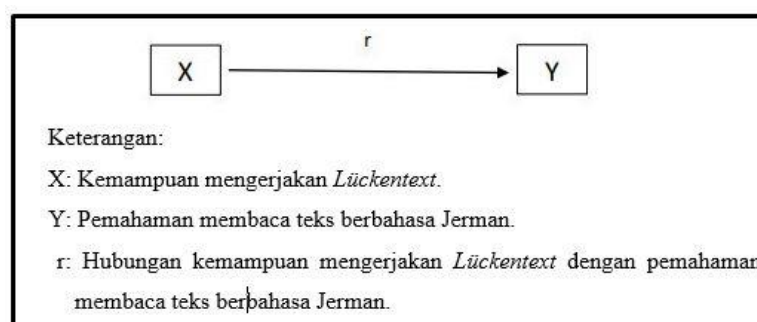 r
X Y
Keterangan:
X: Kemampuan mengerjakan Lückentext.
Y: Pemahaman membaca teks berbahasa Jerman.
r: Hubungan kemampuan mengerjakan Lückentext dengan pemahaman
membaca teks berbahasa Jerman.